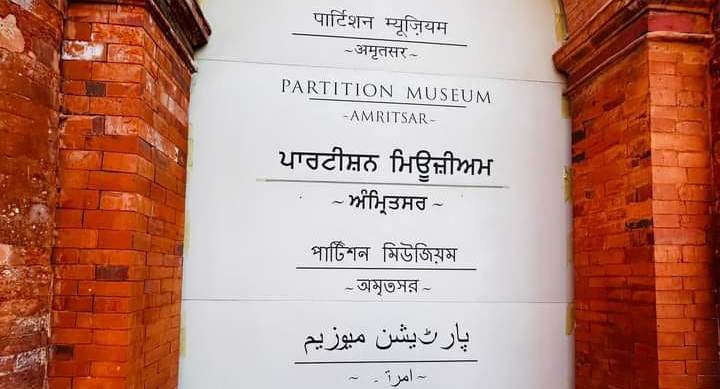 पार्टिशन म्यूज़ियम
~अमृतसर~
PARTITION MUSEUM
-AMRITSAR-
ਪਾਰਟੀਸ਼ਨ ਮਿਊਜ਼ੀਅਮ
~ ਅੰਮ੍ਰਿਤਸਰ ~
পার্টিশন মিউজিয়ম
~অমৃতসর~
پارٹیشن میوزیم